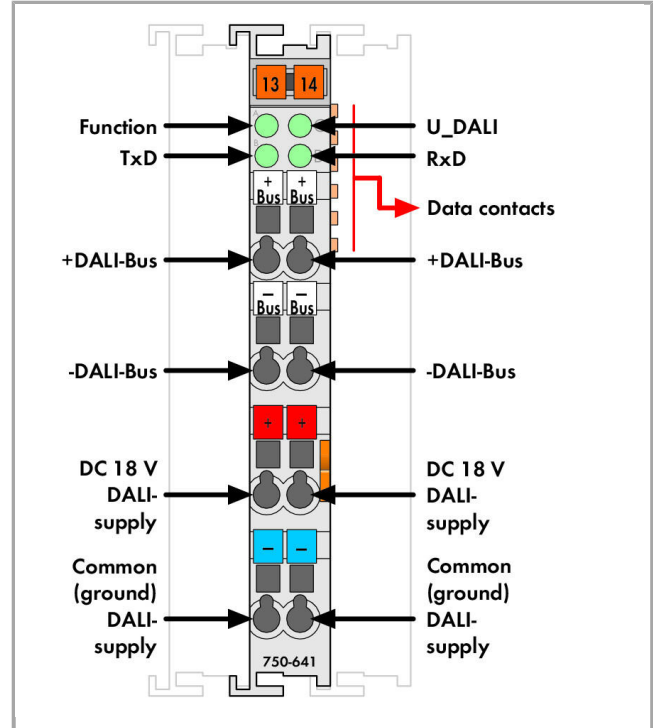 13 14
A C
Function U_DALI
B D
TxD RxD
+ +
Bus Bus
Data contacts
+DALI-Bus +DALI-Bus
− −
Bus Bus
-DALI-Bus -DALI-Bus
+ +
DC 18 V DC 18 V
DALI- DALI-
supply supply
− −
Common Common
(ground) (ground)
DALI- DALI-
supply supply
750-641